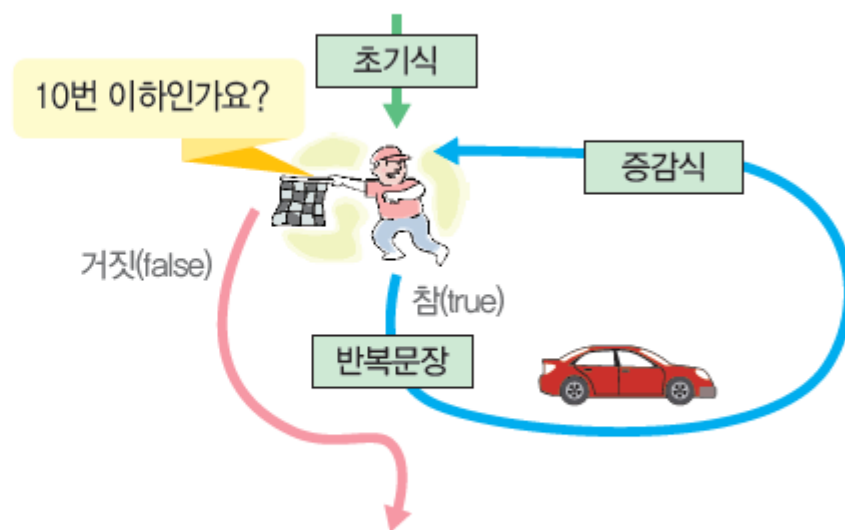 초기식
10번 이하인가요?
증감식
거짓(false)
참(true)
반복문장